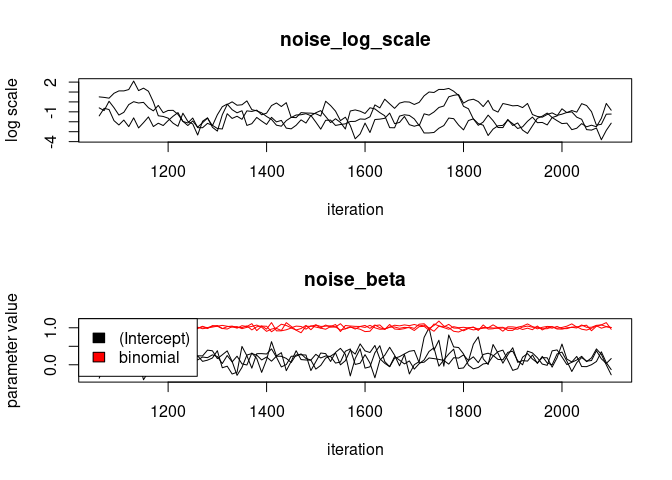 noise_log_scale
log scale
2
-1
-4
1200 1400 1600 1800 2000
iteration
noise_beta
parameter value
1.0
0.0
(Intercept)
binomial
1200 1400 1600 1800 2000
iteration